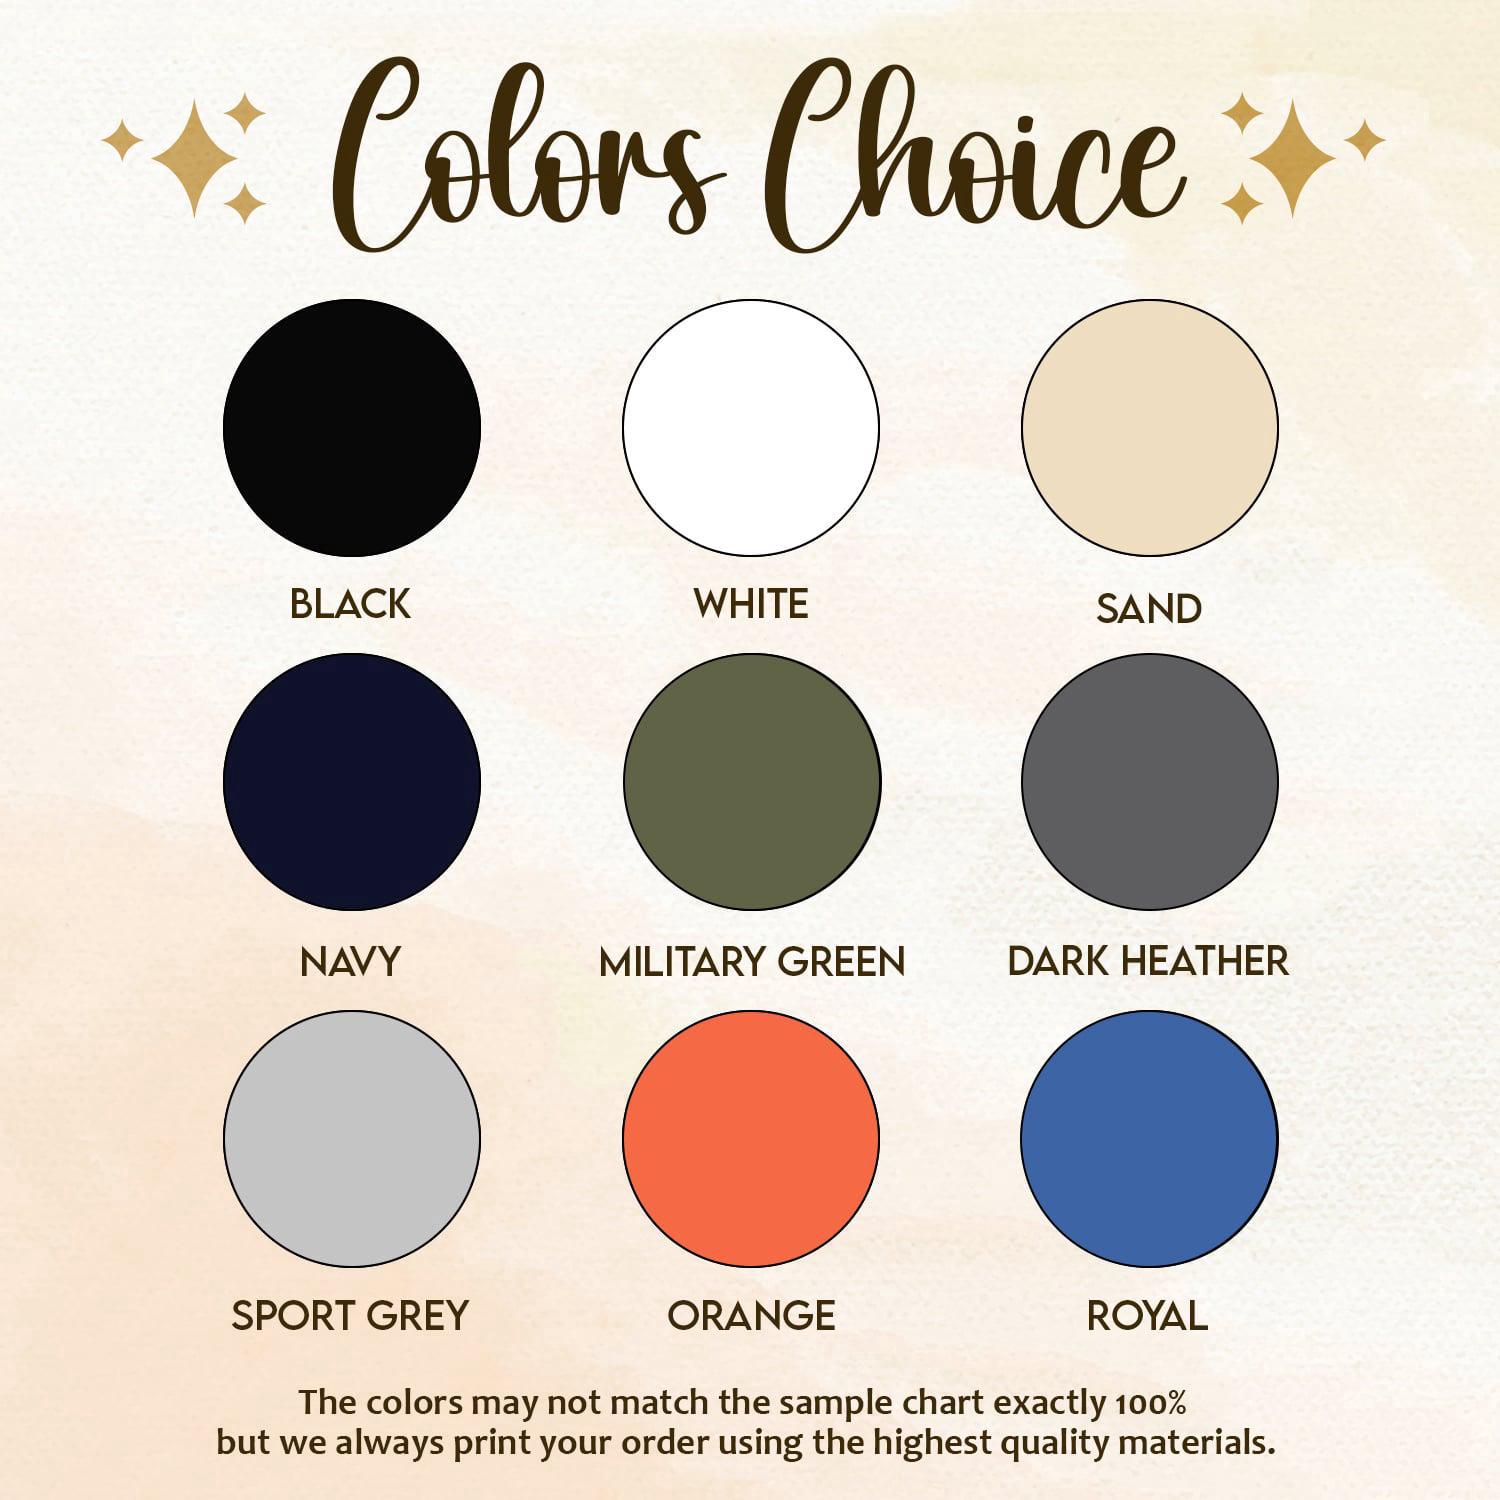 Colors Choice
BLACK
WHITE
SAND
NAVY
MILITARY GREEN
DARK HEATHER
SPORT GREY
ORANGE
ROYAL
The colors may not match the sample chart exactly 100%
but we always print your order using the highest quality materials.